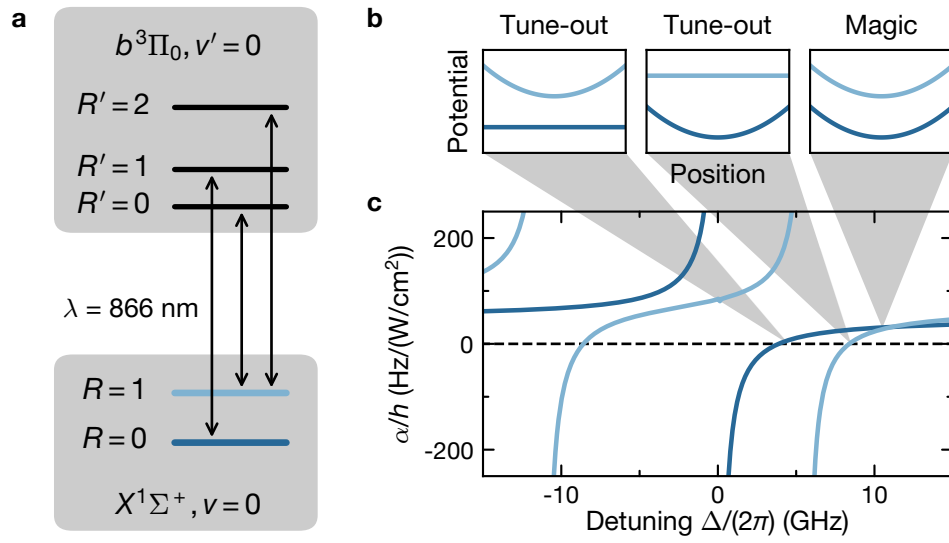 a
b³Π₀, v′ = 0
R′ = 2
R′ = 1
R′ = 0
λ = 866 nm
R = 1
R = 0
X¹Σ⁺, v = 0
b
Tune-out
Tune-out
Magic
Potential
Position
c
α/h (Hz/(W/cm²))
200
0
-200
-10
0
10
Detuning Δ/(2π) (GHz)